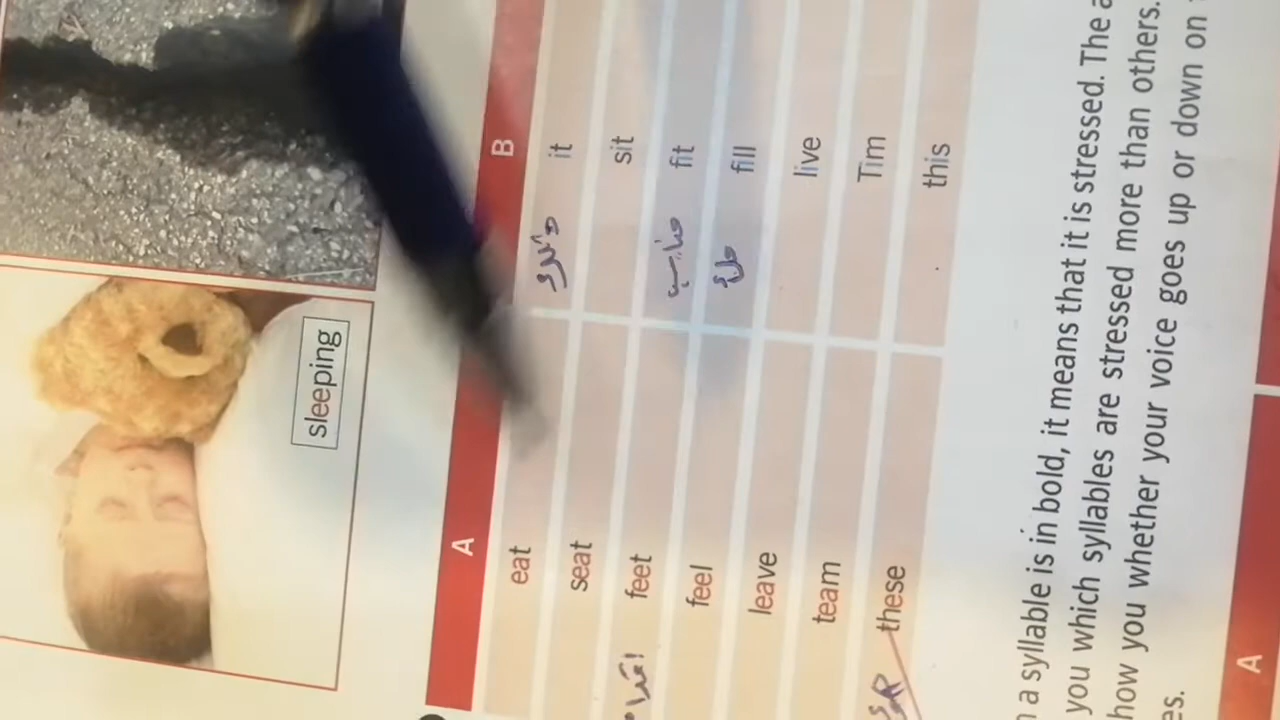 sleeping
A B
eat it
seat sit
feet fit
feel fill
leave live
team Tim
these this
a syllable is in bold, it means that it is stressed. The
you which syllables are stressed more than others.
how you whether your voice goes up or down on
A